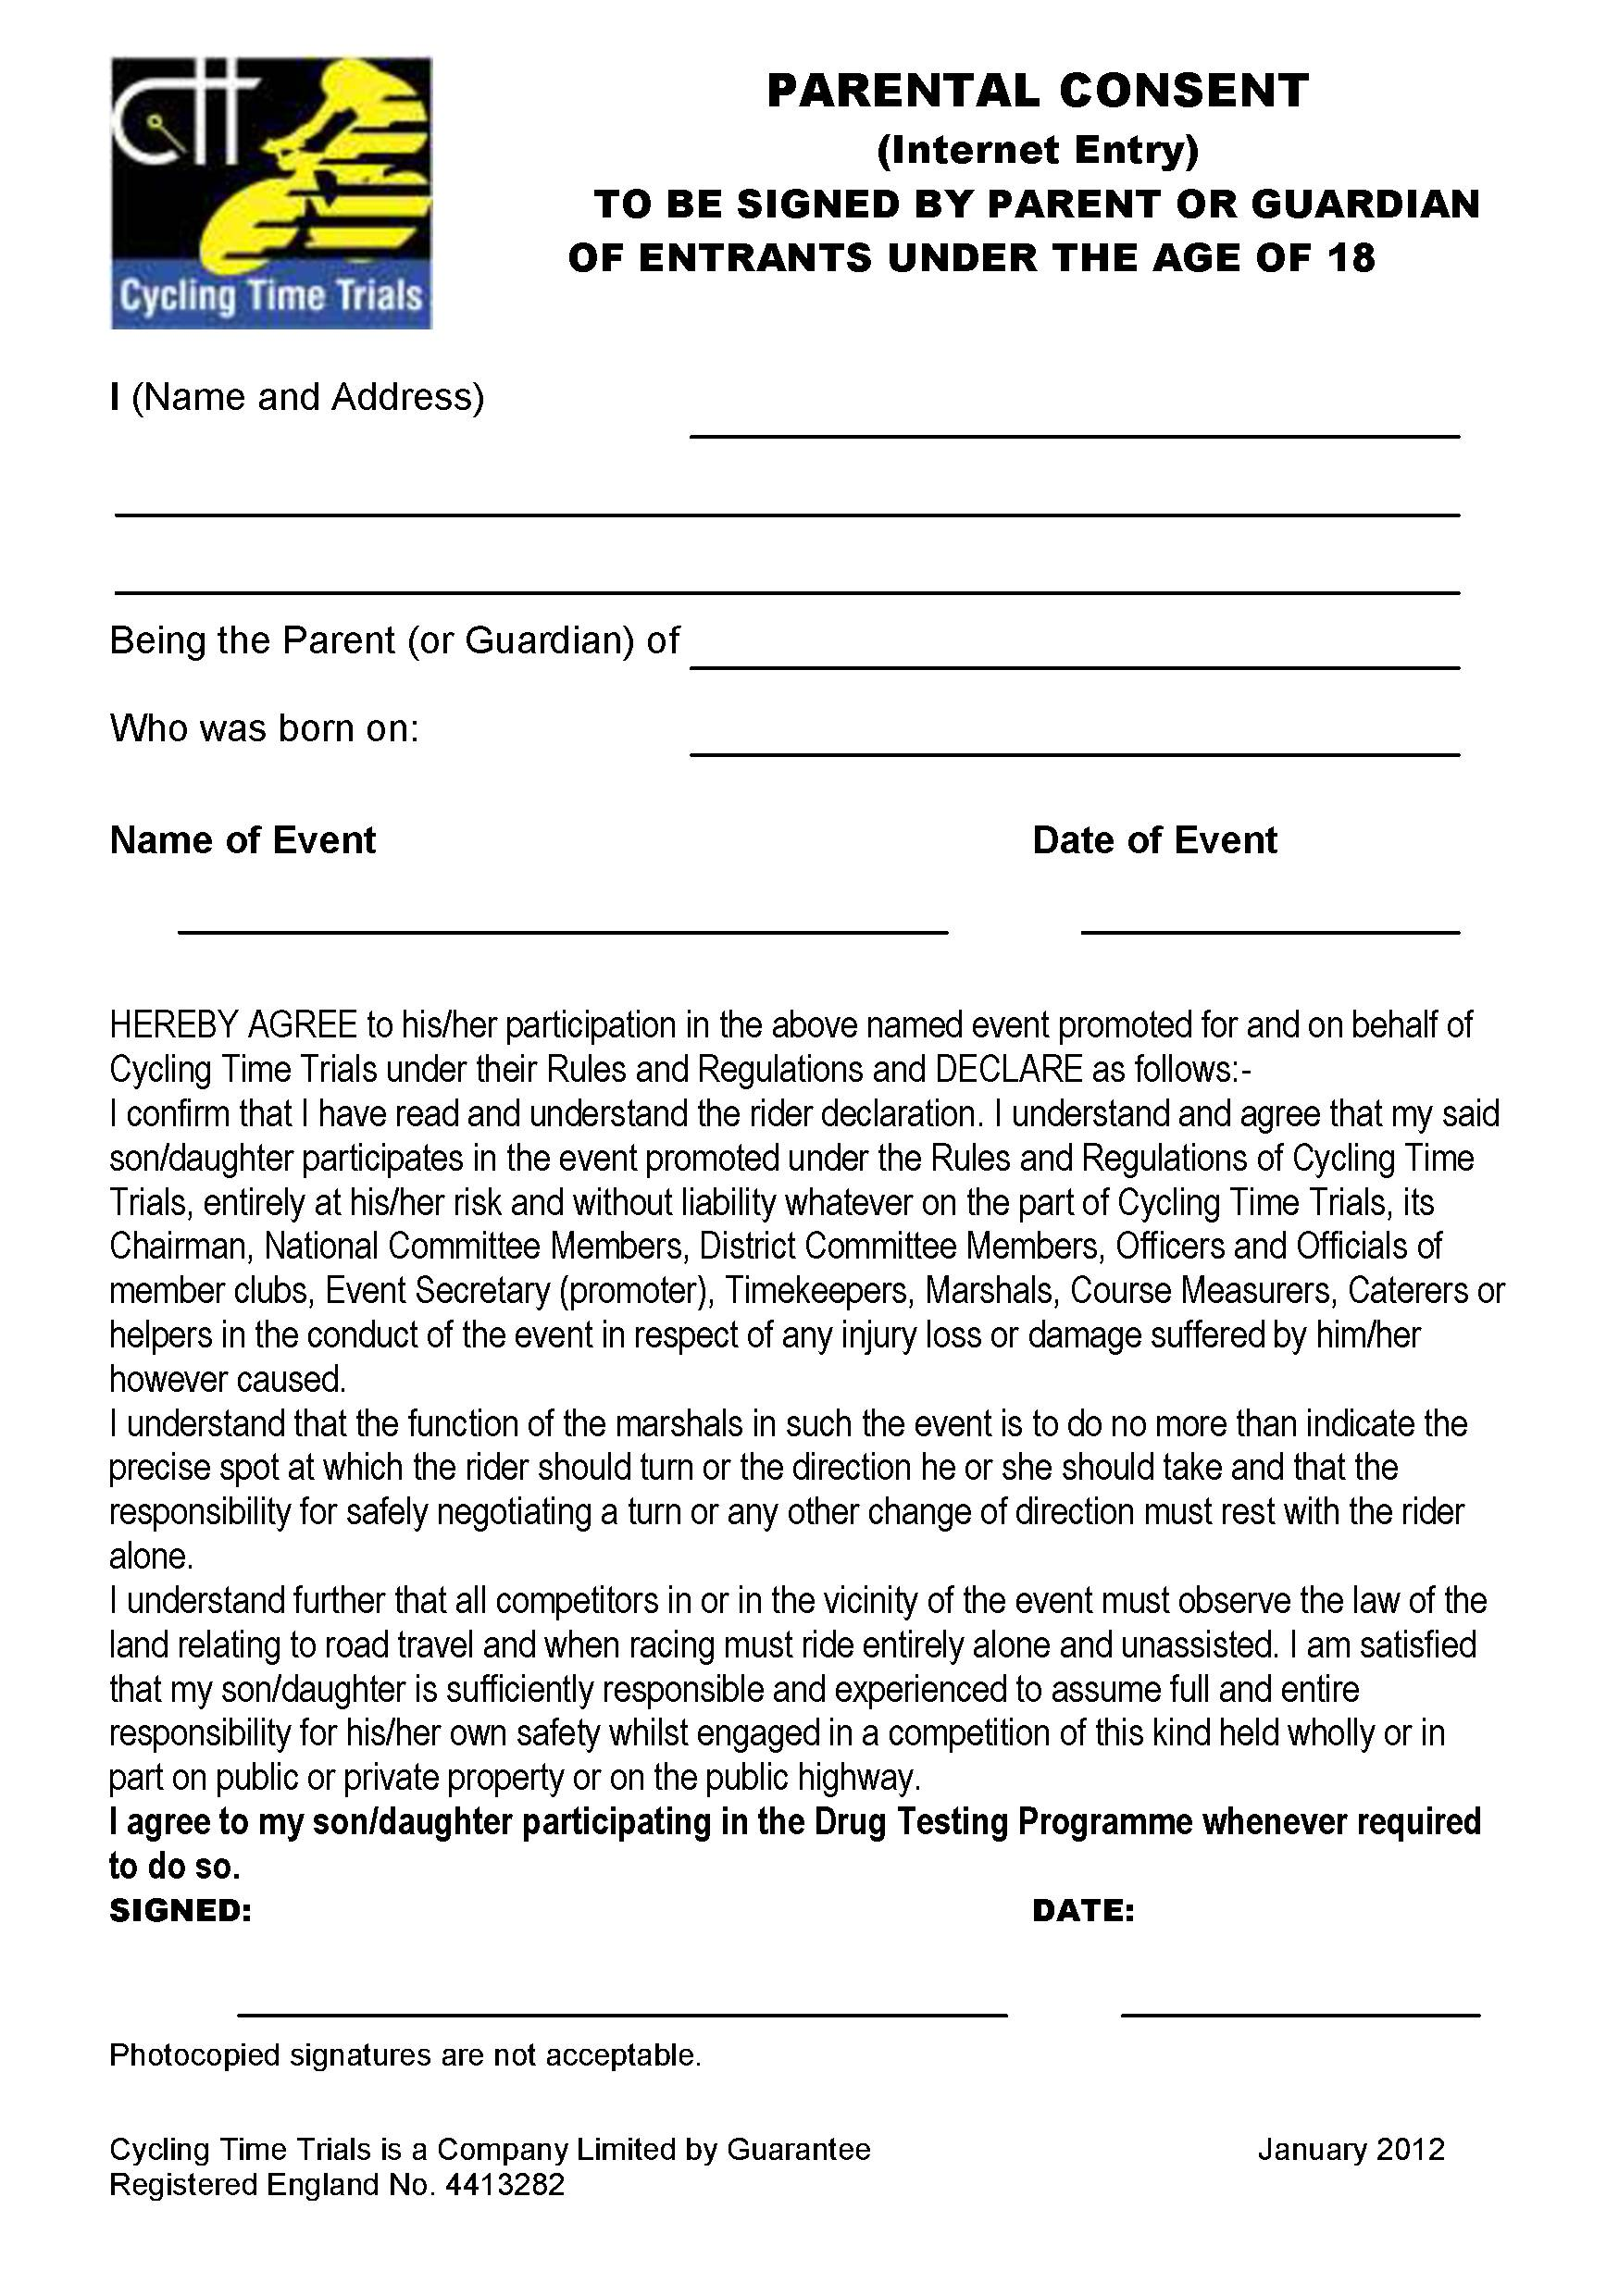 CTT
Cycling Time Trials
PARENTAL CONSENT
(Internet Entry)
TO BE SIGNED BY PARENT OR GUARDIAN
OF ENTRANTS UNDER THE AGE OF 18
I (Name and Address)
Being the Parent (or Guardian) of
Who was born on:
Name of Event Date of Event
HEREBY AGREE to his/her participation in the above named event promoted for and on behalf of
Cycling Time Trials under their Rules and Regulations and DECLARE as follows:-
I confirm that I have read and understand the rider declaration. I understand and agree that my said
son/daughter participates in the event promoted under the Rules and Regulations of Cycling Time
Trials, entirely at his/her risk and without liability whatever on the part of Cycling Time Trials, its
Chairman, National Committee Members, District Committee Members, Officers and Officials of
member clubs, Event Secretary (promoter), Timekeepers, Marshals, Course Measurers, Caterers or
helpers in the conduct of the event in respect of any injury loss or damage suffered by him/her
however caused.
I understand that the function of the marshals in such the event is to do no more than indicate the
precise spot at which the rider should turn or the direction he or she should take and that the
responsibility for safely negotiating a turn or any other change of direction must rest with the rider
alone.
I understand further that all competitors in or in the vicinity of the event must observe the law of the
land relating to road travel and when racing must ride entirely alone and unassisted. I am satisfied
that my son/daughter is sufficiently responsible and experienced to assume full and entire
responsibility for his/her own safety whilst engaged in a competition of this kind held wholly or in
part on public or private property or on the public highway.
I agree to my son/daughter participating in the Drug Testing Programme whenever required
to do so.
SIGNED: DATE:
Photocopied signatures are not acceptable.
Cycling Time Trials is a Company Limited by Guarantee January 2012
Registered England No. 4413282